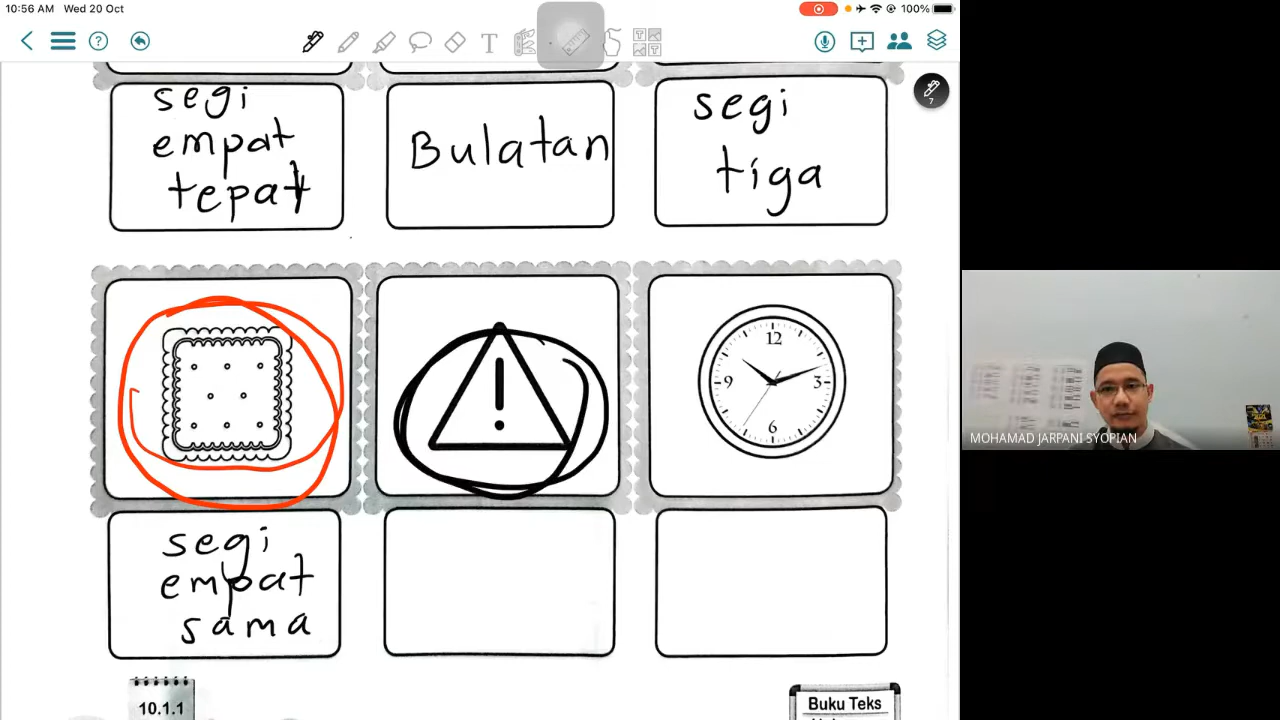 10:56 AM Wed 20 Oct
100%
T
7
segi
empat
tepat
Bulatan
segi
tiga
12
9
3
6
MOHAMAD JARPANI SYOPIAN
segi
empat
sama
10.1.1
Buku Teks